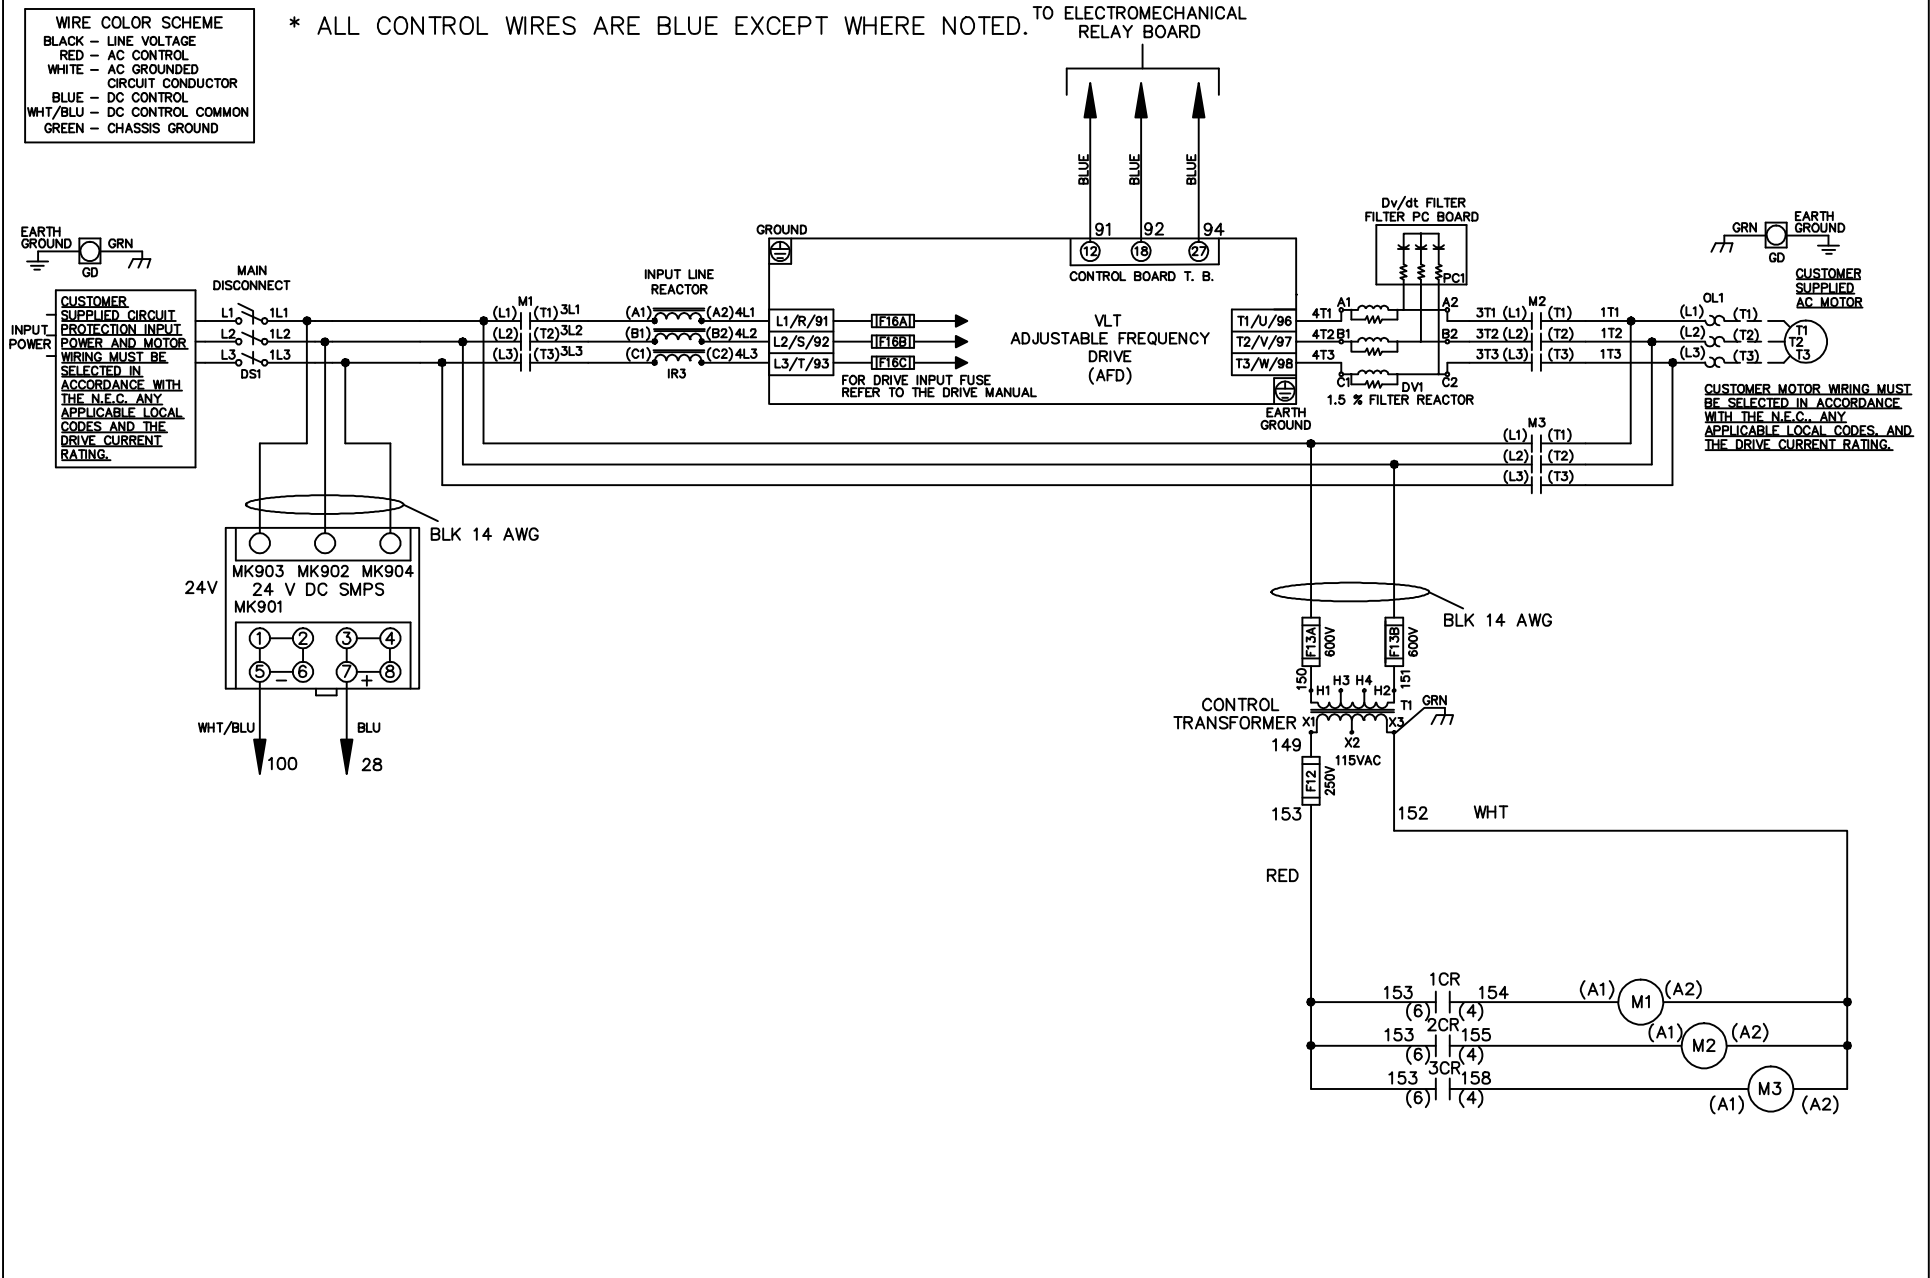 WIRE COLOR SCHEME
BLACK – LINE VOLTAGE
RED – AC CONTROL
WHITE – AC GROUNDED
CIRCUIT CONDUCTOR
BLUE – DC CONTROL
WHT/BLU – DC CONTROL COMMON
GREEN – CHASSIS GROUND
* ALL CONTROL WIRES ARE BLUE EXCEPT WHERE NOTED.
TO ELECTROMECHANICAL
RELAY BOARD
BLUE
BLUE
BLUE
91 92 94
12 18 27
CONTROL BOARD T. B.
EARTH
GROUND
GRN
GD
CUSTOMER
SUPPLIED CIRCUIT
PROTECTION INPUT
POWER AND MOTOR
WIRING MUST BE
SELECTED IN
ACCORDANCE WITH
THE N.E.C. ANY
APPLICABLE LOCAL
CODES AND THE
DRIVE CURRENT
RATING.
INPUT
POWER
MAIN
DISCONNECT
L1 1L1
L2 1L2
L3 1L3
DS1
M1
(L1) (T1) 3L1
(L2) (T2) 3L2
(L3) (T3) 3L3
INPUT LINE
REACTOR
(A1) (A2) 4L1
(B1) (B2) 4L2
(C1) (C2) 4L3
IR3
GROUND
L1/R/91
L2/S/92
L3/T/93
F16A
F16B
F16C
FOR DRIVE INPUT FUSE
REFER TO THE DRIVE MANUAL
VLT
ADJUSTABLE FREQUENCY
DRIVE
(AFD)
T1/U/96
T2/V/97
T3/W/98
EARTH
GROUND
Dv/dt FILTER
FILTER PC BOARD
PC1
4T1 A1 A2
4T2 B1 B2
4T3 C1 C2
DV1
1.5 % FILTER REACTOR
M2
3T1 (L1) (T1) 1T1
3T2 (L2) (T2) 1T2
3T3 (L3) (T3) 1T3
OL1
(L1) (T1)
(L2) (T2)
(L3) (T3)
T1
T2
T3
GRN
EARTH
GROUND
GD
CUSTOMER
SUPPLIED
AC MOTOR
CUSTOMER MOTOR WIRING MUST
BE SELECTED IN ACCORDANCE
WITH THE N.E.C., ANY
APPLICABLE LOCAL CODES, AND
THE DRIVE CURRENT RATING.
M3
(L1) (T1)
(L2) (T2)
(L3) (T3)
BLK 14 AWG
MK903 MK902 MK904
24V
24 V DC SMPS
MK901
1 2 3 4
5 6 7 8
– +
WHT/BLU BLU
100 28
BLK 14 AWG
F13A
600V
F13B
600V
150
151
H1 H3 H4 H2
T1
GRN
CONTROL
TRANSFORMER
X1 X3
X2
149
115VAC
F12
250V
153
152
WHT
RED
1CR
153 154
(6) (4)
(A1) M1 (A2)
2CR
153 155
(6) (4)
(A1) M2 (A2)
3CR
153 158
(6) (4)
(A1) M3 (A2)